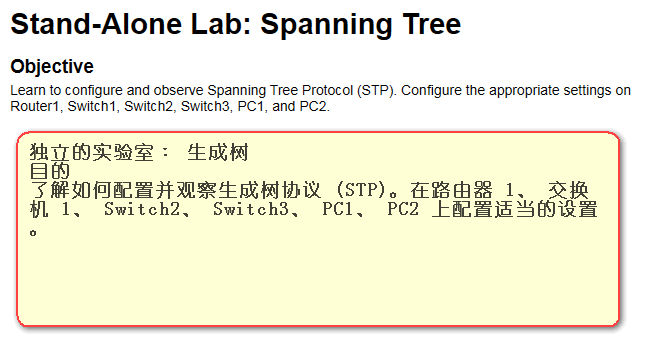 Stand-Alone Lab: Spanning Tree
Objective
Learn to configure and observe Spanning Tree Protocol (STP). Configure the appropriate settings on
Router1, Switch1, Switch2, Switch3, PC1, and PC2.
独立的实验室： 生成树
目的
了解如何配置并观察生成树协议 (STP)。在路由器 1、 交换
机 1、 Switch2、 Switch3、 PC1、 PC2 上配置适当的设置
。